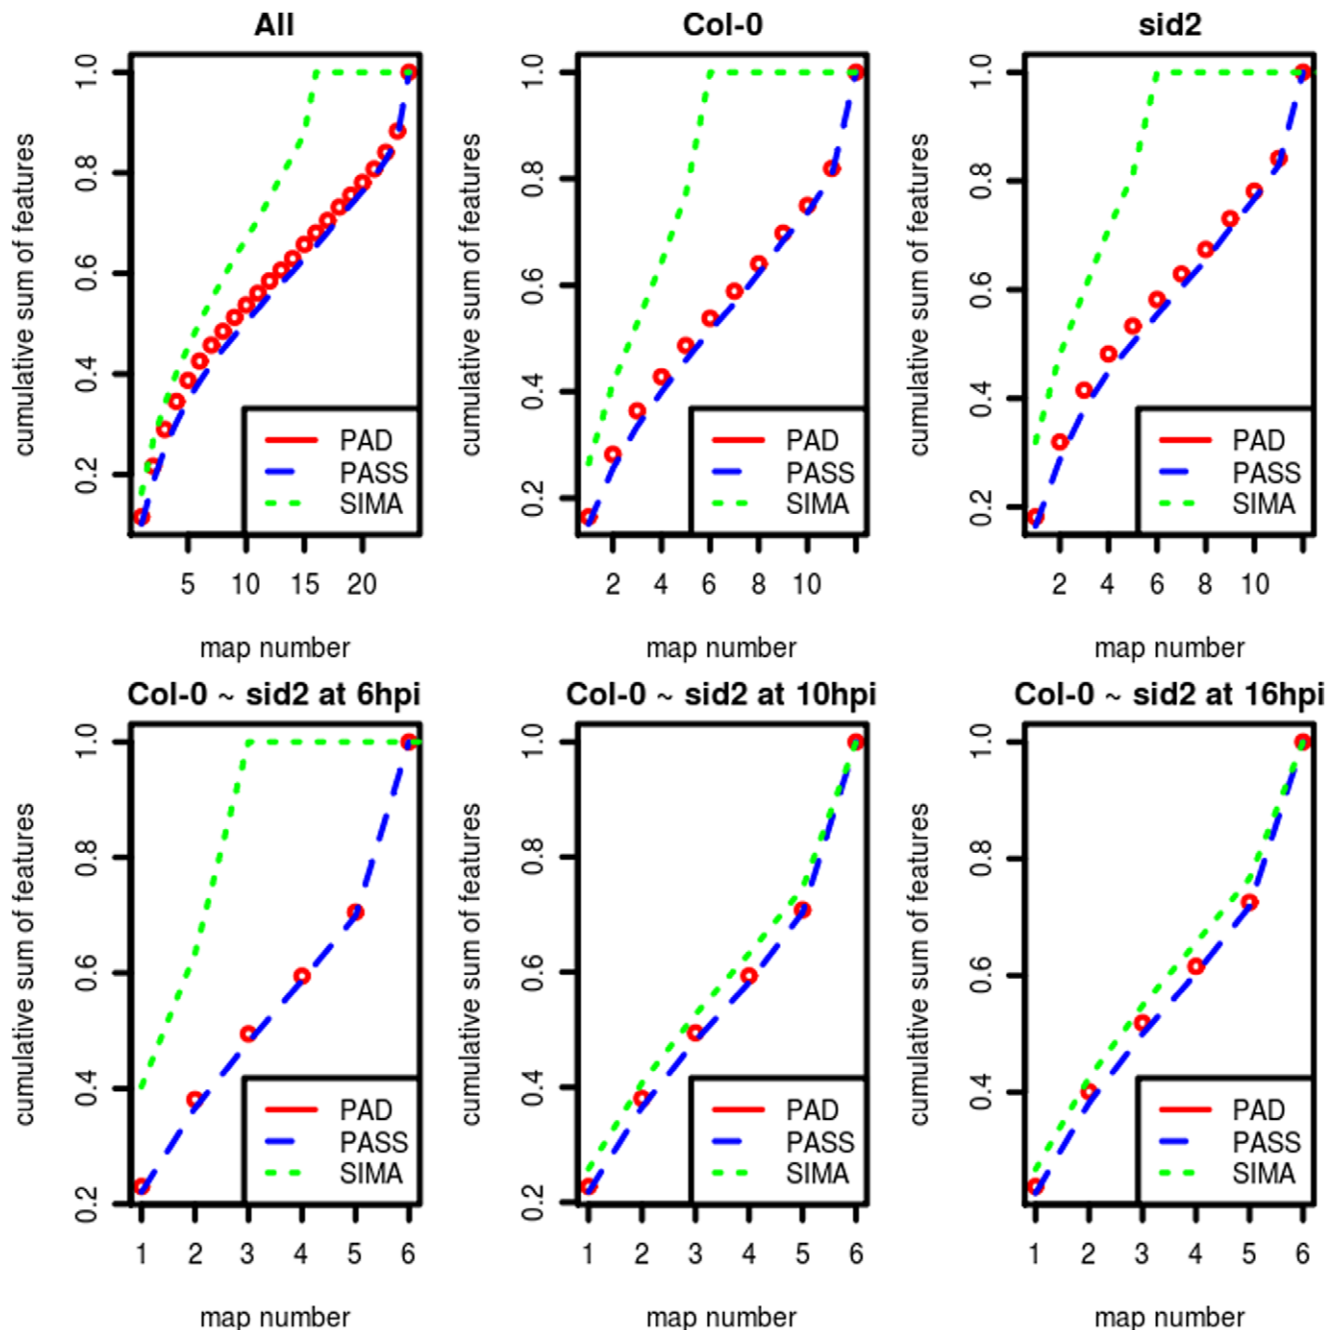 All
cumulative sum of features
1.0
0.8
0.6
0.4
0.2
PAD
PASS
SIMA
5 10 15 20
map number
Col-0
cumulative sum of features
1.0
0.8
0.6
0.4
0.2
PAD
PASS
SIMA
2 4 6 8 10
map number
sid2
cumulative sum of features
1.0
0.8
0.6
0.4
0.2
PAD
PASS
SIMA
2 4 6 8 10
map number
Col-0 ~ sid2 at 6hpi
cumulative sum of features
1.0
0.8
0.6
0.4
0.2
PAD
PASS
SIMA
1 2 3 4 5 6
map number
Col-0 ~ sid2 at 10hpi
cumulative sum of features
1.0
0.8
0.6
0.4
0.2
PAD
PASS
SIMA
1 2 3 4 5 6
map number
Col-0 ~ sid2 at 16hpi
cumulative sum of features
1.0
0.8
0.6
0.4
PAD
PASS
SIMA
1 2 3 4 5 6
map number